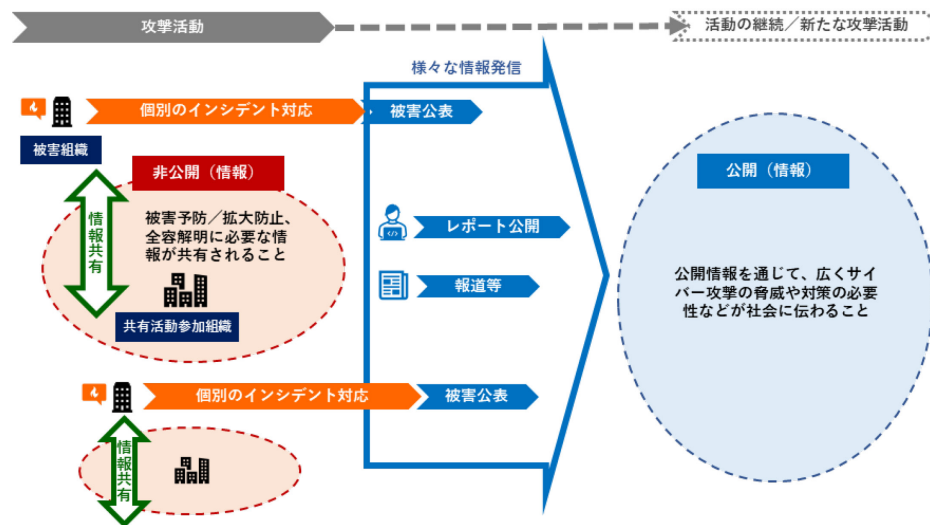 攻撃活動
活動の継続／新たな攻撃活動
様々な情報発信
個別のインシデント対応
被害公表
被害組織
非公開（情報）
公開（情報）
情報共有
被害予防／拡大防止、
全容解明に必要な情
報が共有されること
レポート公開
報道等
公開情報を通じて、広くサイ
バー攻撃の脅威や対策の必要
性などが社会に伝わること
共有活動参加組織
個別のインシデント対応
被害公表
情報共有